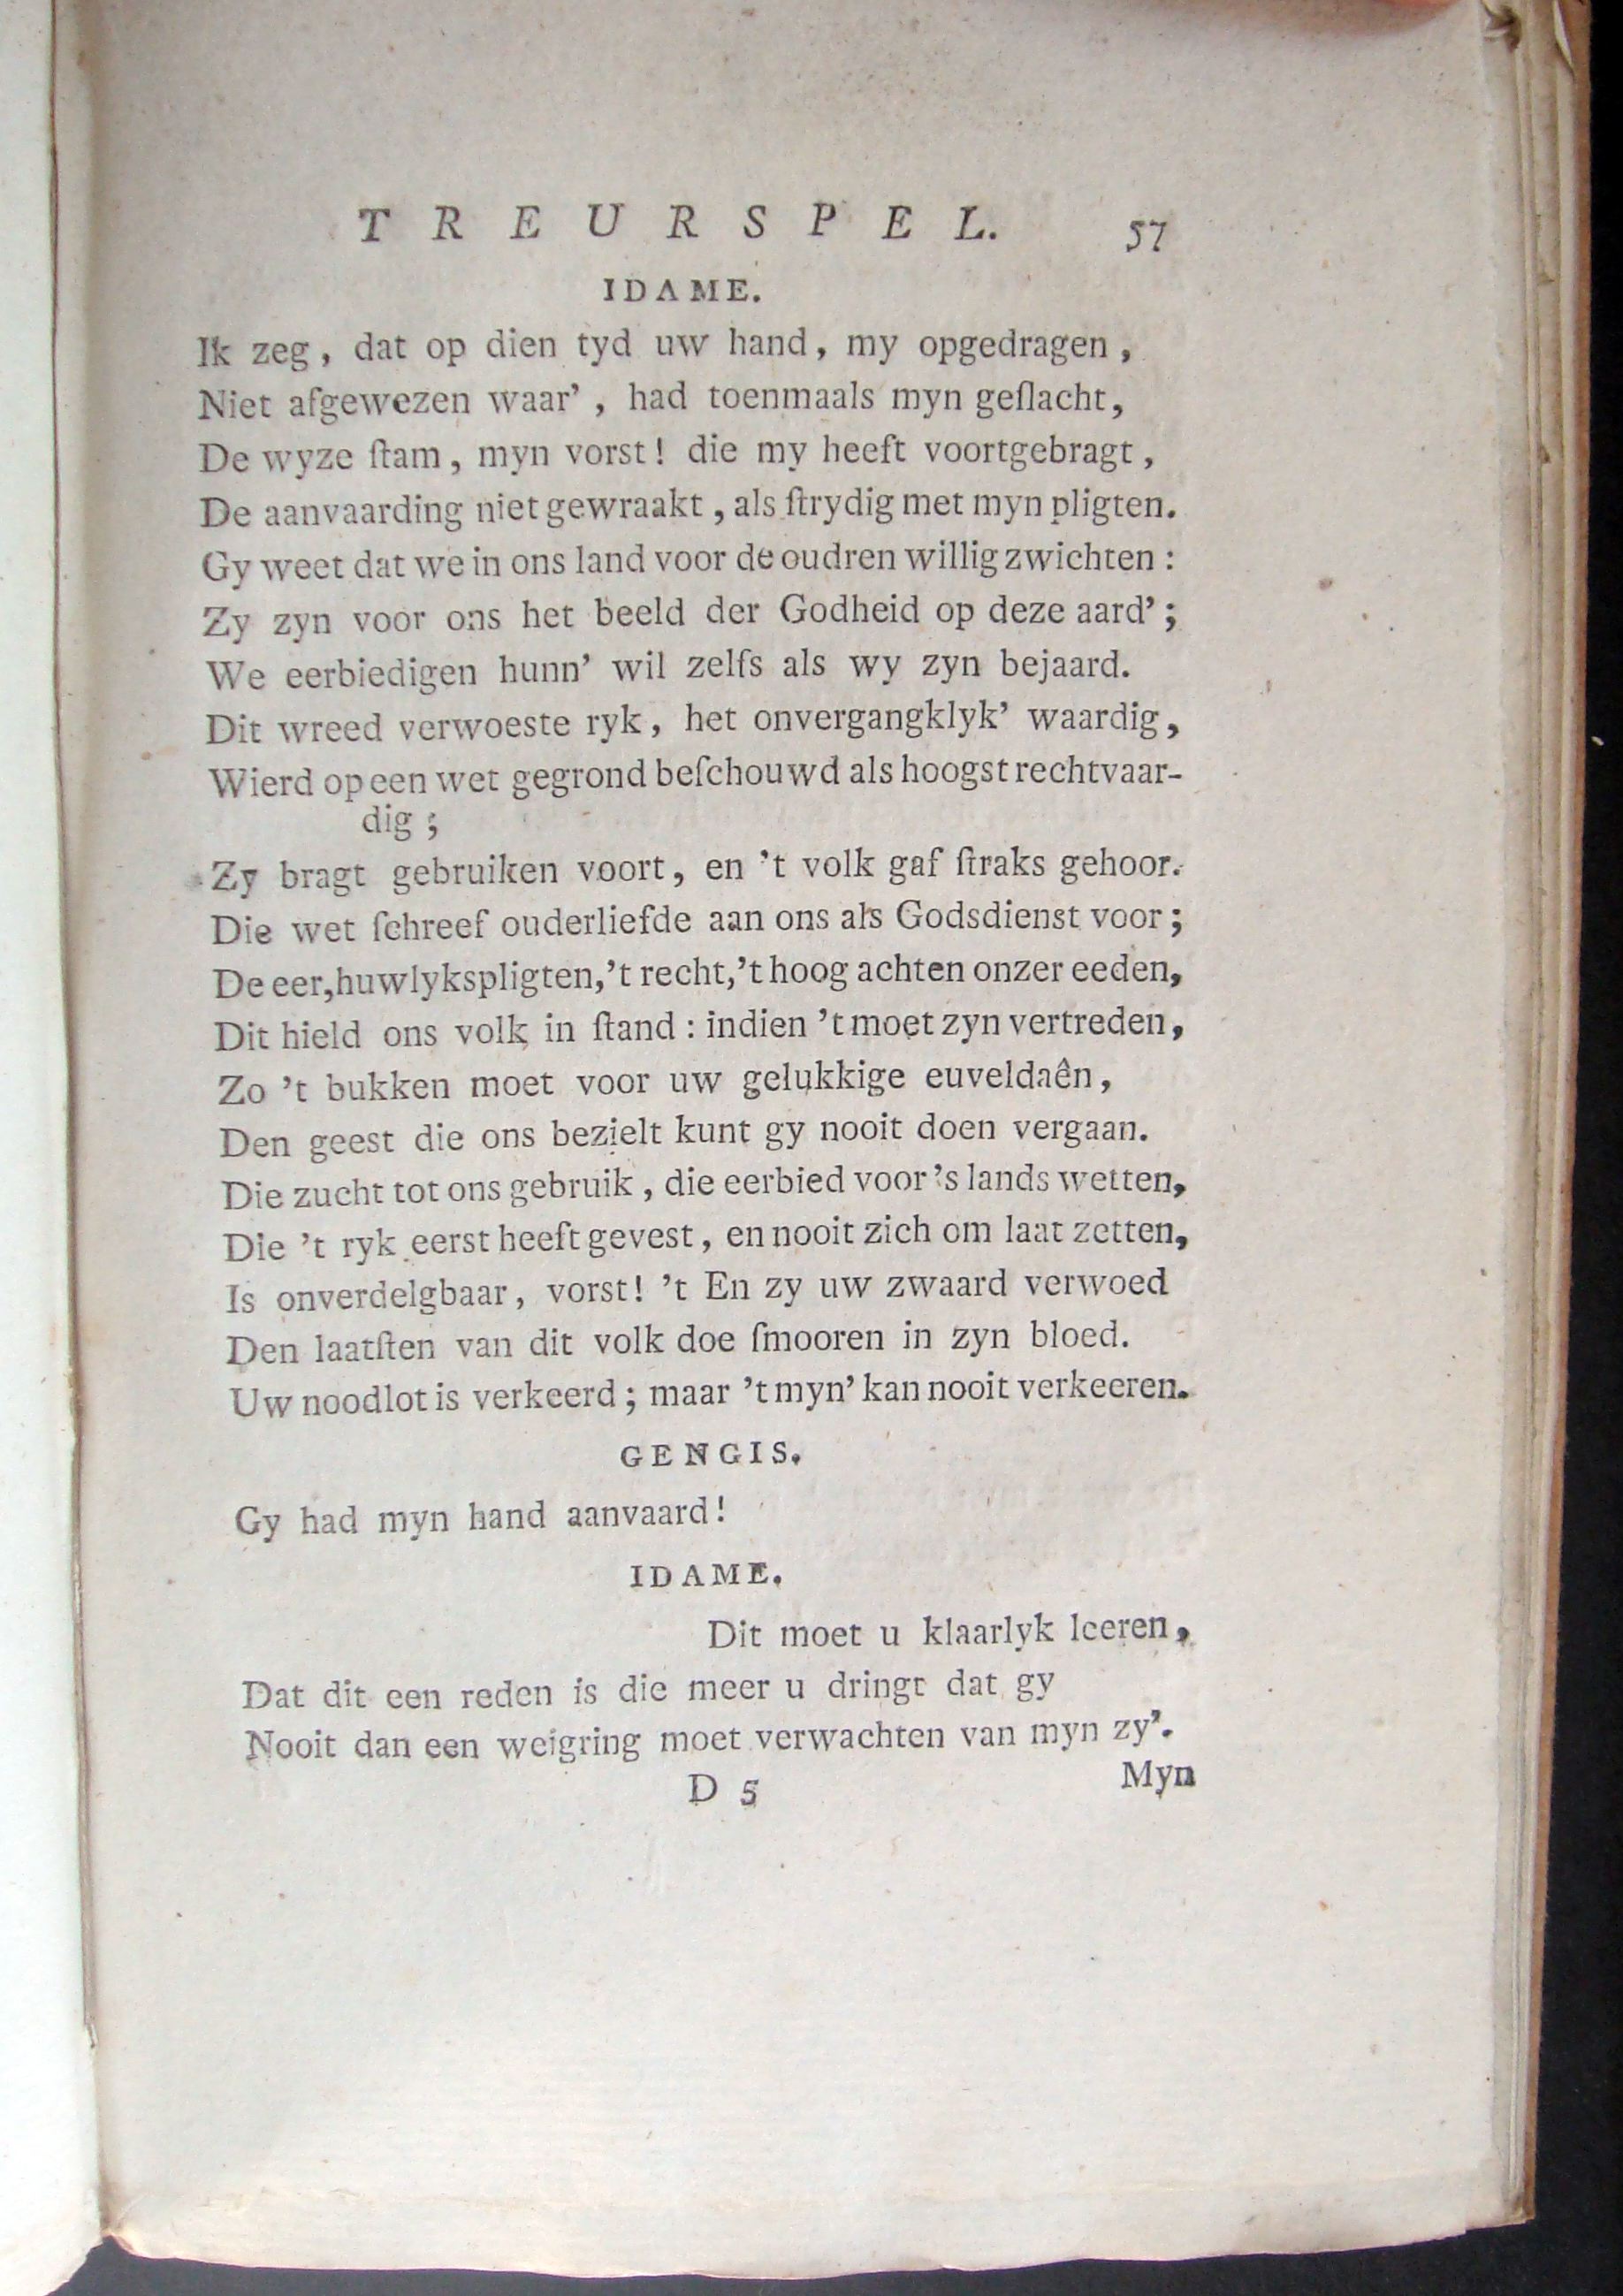 TREURSPEL. 57
IDAME.
Ik zeg, dat op dien tyd uw hand, my opgedragen,
Niet afgewezen waar', had toenmaals myn geſlacht,
De wyze ſtam, myn vorst! die my heeft voortgebragt,
De aanvaarding niet gewraakt, als ſtrydig met myn pligten.
Gy weet dat we in ons land voor de oudren willig zwichten:
Zy zyn voor ons het beeld der Godheid op deze aard';
We eerbiedigen hunn' wil zelfs als wy zyn bejaard.
Dit wreed verwoeste ryk, het onvergangklyk' waardig,
Wierd op een wet gegrond beſchouwd als hoogst rechtvaar-
dig;
Zy bragt gebruiken voort, en 't volk gaf ſtraks gehoor.
Die wet ſchreef ouderliefde aan ons als Godsdienst voor;
De eer, huwlykspligten, 't recht, 't hoog achten onzer eeden,
Dit hield ons volk in ſtand: indien 't moet zyn vertreden,
Zo 't bukken moet voor uw gelukkige euveldaên,
Den geest die ons bezielt kunt gy nooit doen vergaan.
Die zucht tot ons gebruik, die eerbied voor 's lands wetten,
Die 't ryk eerst heeft gevest, en nooit zich om laat zetten,
Is onverdelgbaar, vorst! 't En zy uw zwaard verwoed
Den laatſten van dit volk doe ſmooren in zyn bloed.
Uw noodlot is verkeerd; maar 't myn' kan nooit verkeeren.
GENGIS.
Gy had myn hand aanvaard!
IDAME.
Dit moet u klaarlyk leeren,
Dat dit een reden is die meer u dringt dat gy
Nooit dan een weigring moet verwachten van myn zy'.
D 5 Myn